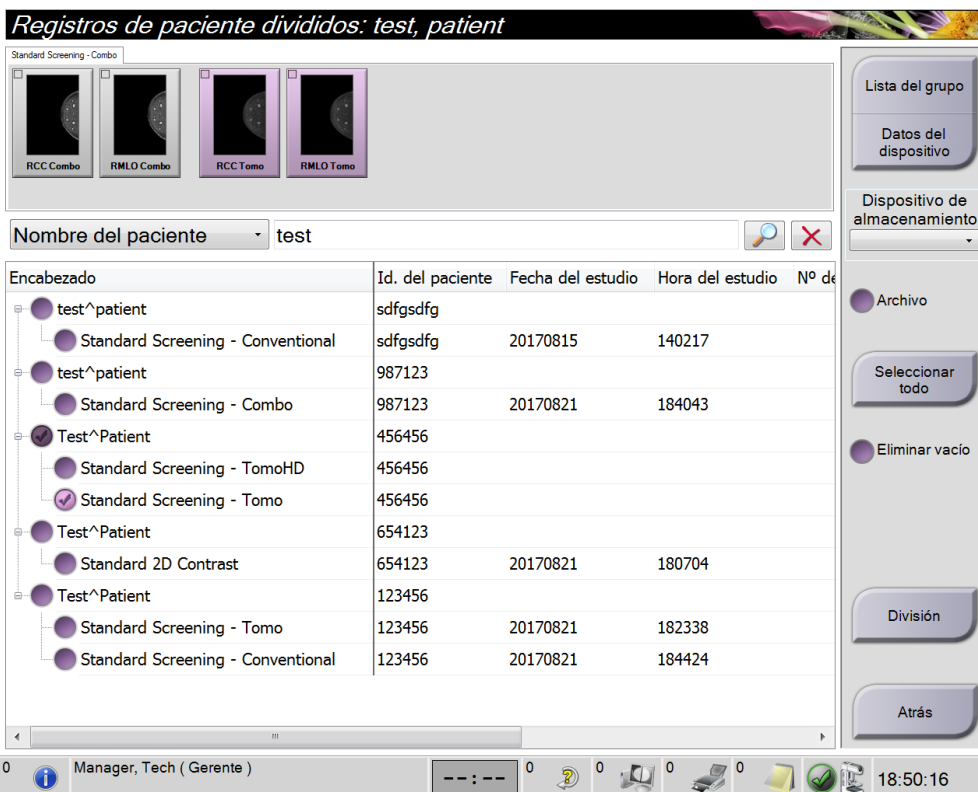 Registros de paciente divididos: test, patient
Standard Screening - Combo
RCC Combo RMLO Combo RCC Tomo RMLO Tomo
Lista del grupo
Datos del
dispositivo
Dispositivo de
almacenamiento
Nombre del paciente test
Encabezado Id. del paciente Fecha del estudio Hora del estudio Nº de
test^patient sdfgsdfg
Archivo
Standard Screening - Conventional sdfgsdfg 20170815 140217
test^patient 987123
Seleccionar
todo
Standard Screening - Combo 987123 20170821 184043
Test^Patient 456456
Eliminar vacío
Standard Screening - TomoHD 456456
Standard Screening - Tomo 456456
Test^Patient 654123
Standard 2D Contrast 654123 20170821 180704
Test^Patient 123456
División
Standard Screening - Tomo 123456 20170821 182338
Standard Screening - Conventional 123456 20170821 184424
Atrás
0 Manager, Tech ( Gerente ) --:-- 0 0 0 0 18:50:16